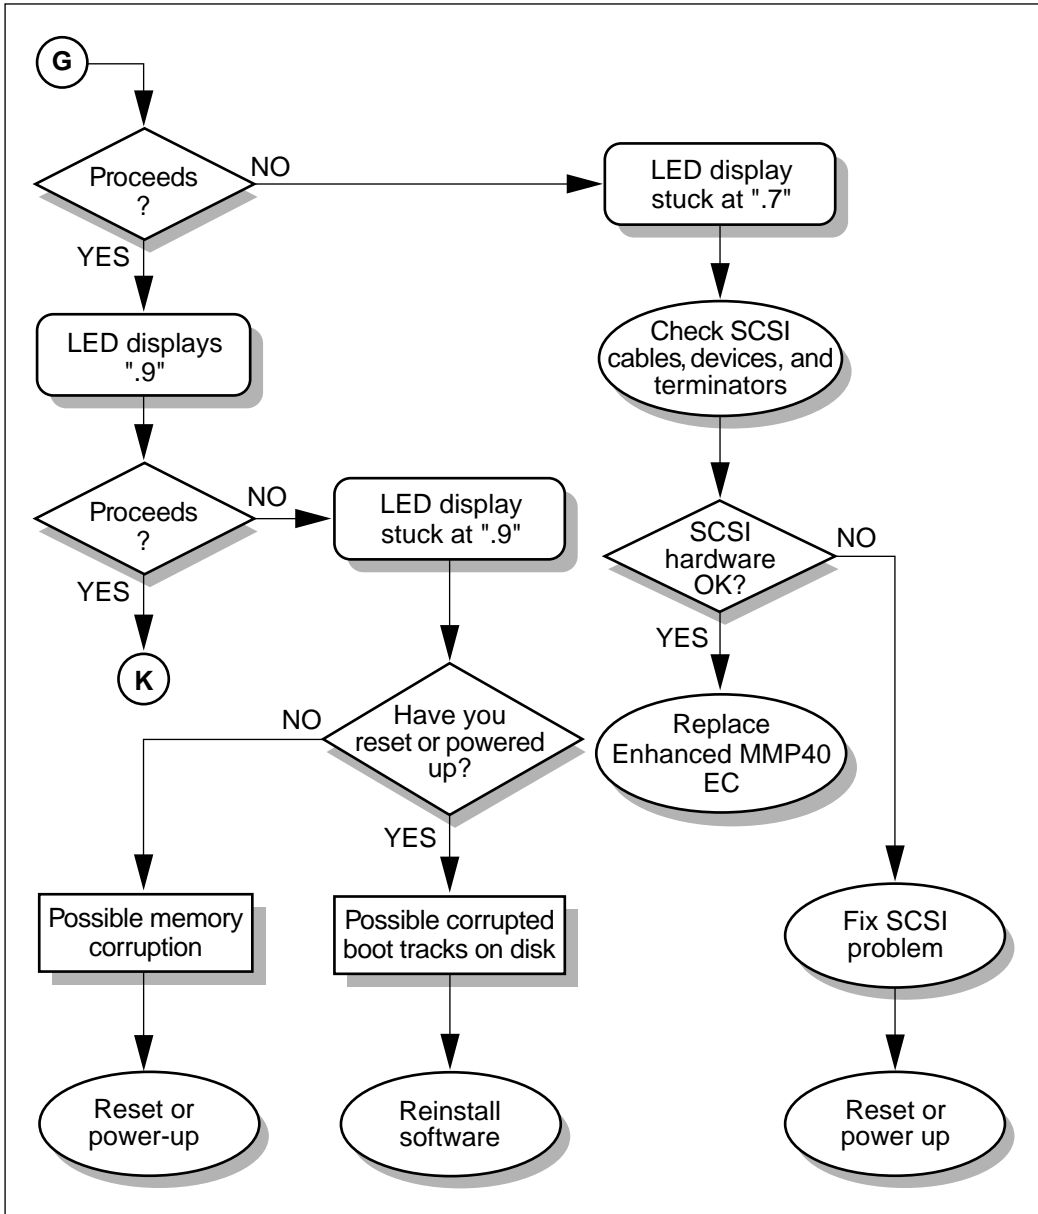 G
Proceeds
?
NO
YES
LED display
stuck at ".7"
LED displays
".9"
Check SCSI
cables, devices, and
terminators
Proceeds
?
NO
YES
LED display
stuck at ".9"
SCSI
hardware
OK?
NO
YES
K
Have you
reset or powered
up?
NO
YES
Replace
Enhanced MMP40
EC
Possible memory
corruption
Possible corrupted
boot tracks on disk
Fix SCSI
problem
Reset or
power-up
Reinstall
software
Reset or
power up